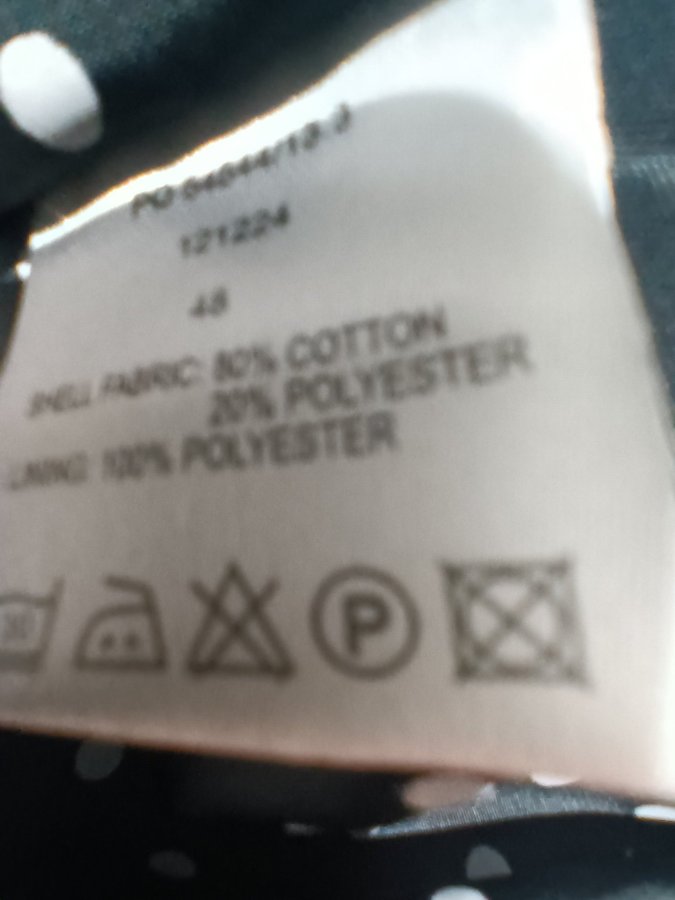 121224
48
SHELL FABRIC: 80% COTTON
20% POLYESTER
LINING: 100% POLYESTER
P